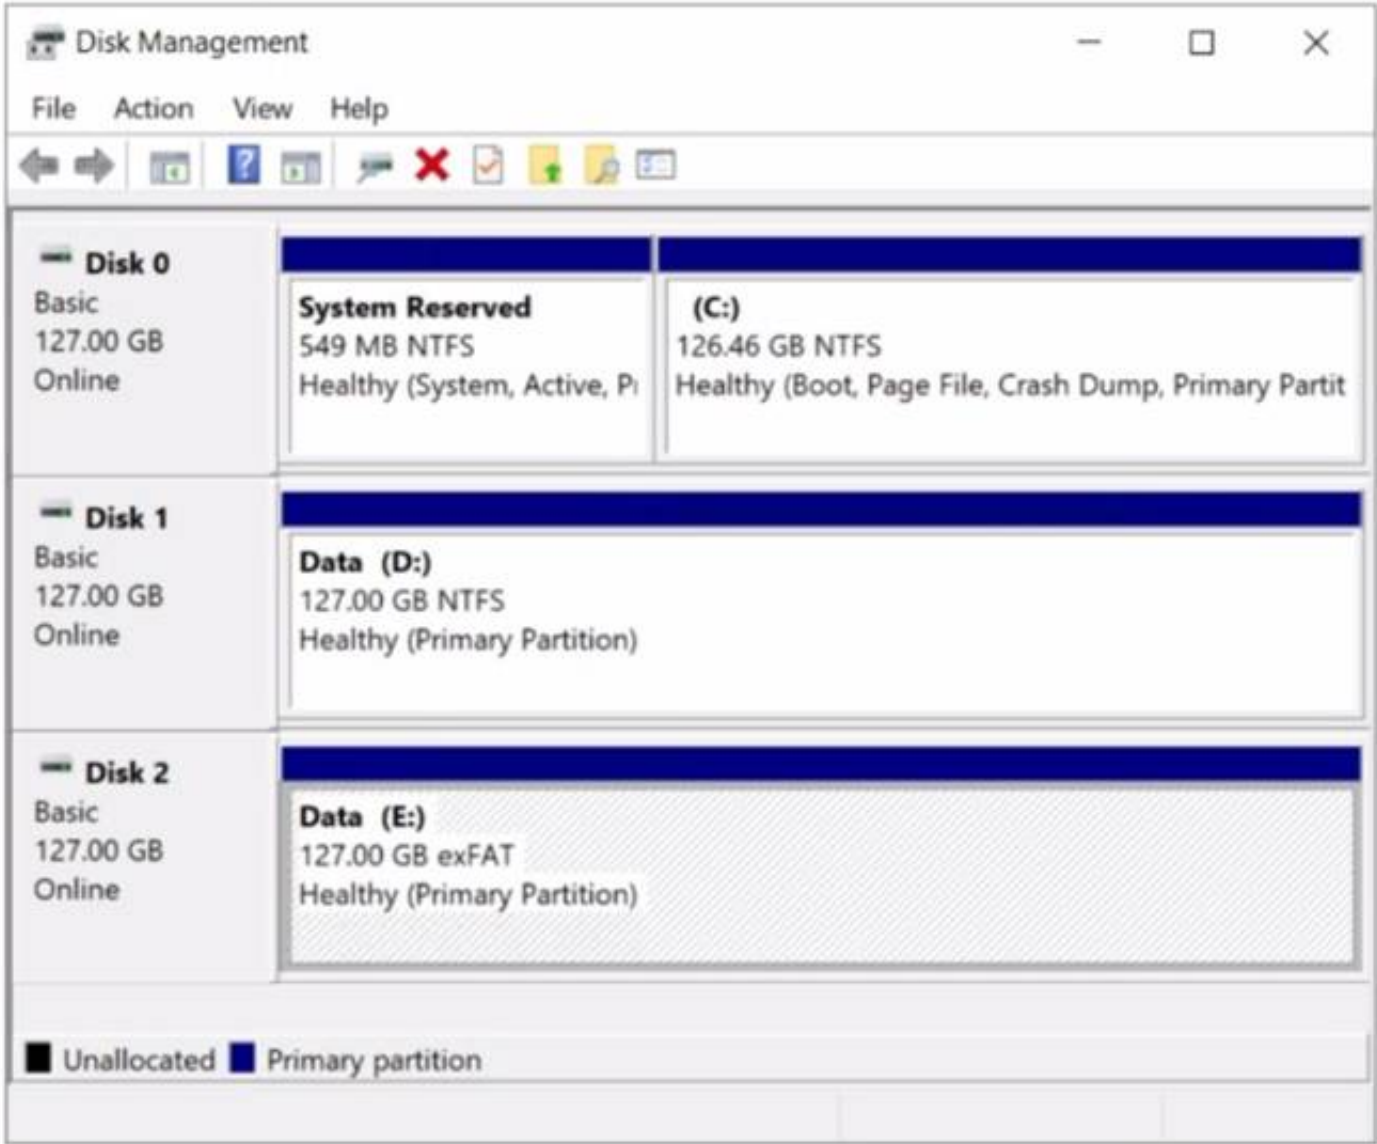 Disk Management
File Action View Help
Disk 0
Basic
127.00 GB
Online
System Reserved
549 MB NTFS
Healthy (System, Active, P
(C:)
126.46 GB NTFS
Healthy (Boot, Page File, Crash Dump, Primary Partit
Disk 1
Basic
127.00 GB
Online
Data (D:)
127.00 GB NTFS
Healthy (Primary Partition)
Disk 2
Basic
127.00 GB
Online
Data (E:)
127.00 GB exFAT
Healthy (Primary Partition)
Unallocated Primary partition